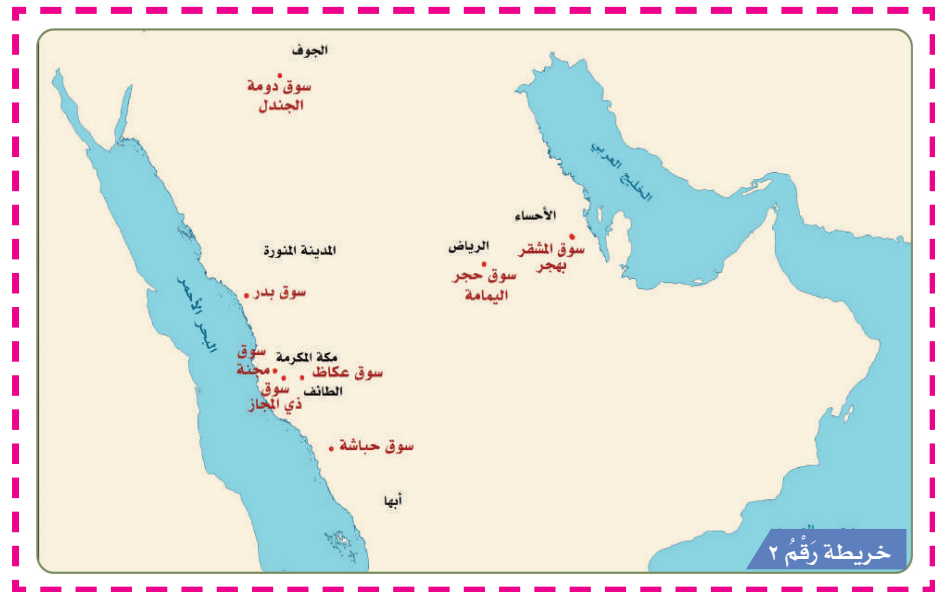 الجوف
سوق دومة
الجندل
الخليج العربي
الأحساء
سوق المشقر
بهجر
الرياض
سوق حجر
اليمامة
المدينة المنورة
سوق بدر
البحر الأحمر
مكة المكرمة
سوق
مجنة
سوق عكاظ
الطائف
سوق
ذي المجاز
سوق حباشة
أبها
خريطة رَقْمُ ٢